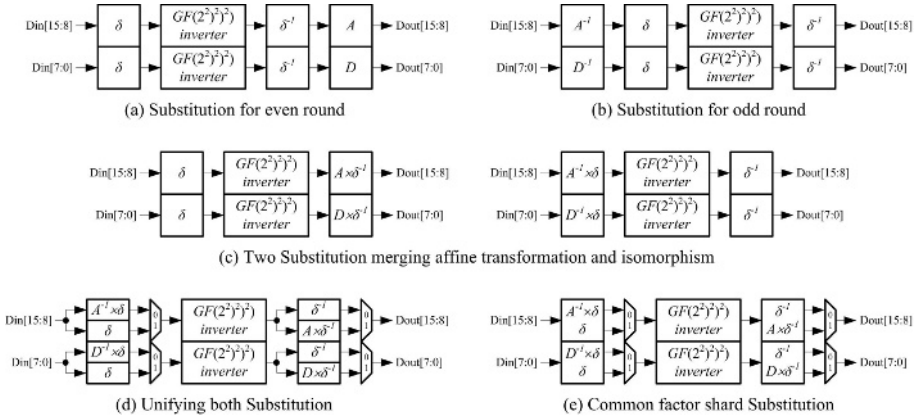 Din[15:8] δ GF(2²)²)²) inverter δ⁻¹ A Dout[15:8]
Din[7:0] δ GF(2²)²)²) inverter δ⁻¹ D Dout[7:0]
(a) Substitution for even round
Din[15:8] A⁻¹ δ GF(2²)²)²) inverter δ⁻¹ Dout[15:8]
Din[7:0] D⁻¹ δ GF(2²)²)²) inverter δ⁻¹ Dout[7:0]
(b) Substitution for odd round
Din[15:8] δ GF(2²)²)²) inverter A×δ⁻¹ Dout[15:8]
Din[7:0] δ GF(2²)²)²) inverter D×δ⁻¹ Dout[7:0]
Din[15:8] A⁻¹×δ GF(2²)²)²) inverter δ⁻¹ Dout[15:8]
Din[7:0] D⁻¹×δ GF(2²)²)²) inverter δ⁻¹ Dout[7:0]
(c) Two Substitution merging affine transformation and isomorphism
Din[15:8] A⁻¹×δ δ 0 1 GF(2²)²)²) inverter δ⁻¹ A×δ⁻¹ 0 1 Dout[15:8]
Din[7:0] D⁻¹×δ δ 0 1 GF(2²)²)²) inverter δ⁻¹ D×δ⁻¹ 0 1 Dout[7:0]
(d) Unifying both Substitution
Din[15:8] A⁻¹×δ δ 0 1 GF(2²)²)²) inverter δ⁻¹ A×δ⁻¹ 0 1 Dout[15:8]
Din[7:0] D⁻¹×δ δ 0 1 GF(2²)²)²) inverter δ⁻¹ D×δ⁻¹ 0 1 Dout[7:0]
(e) Common factor shard Substitution